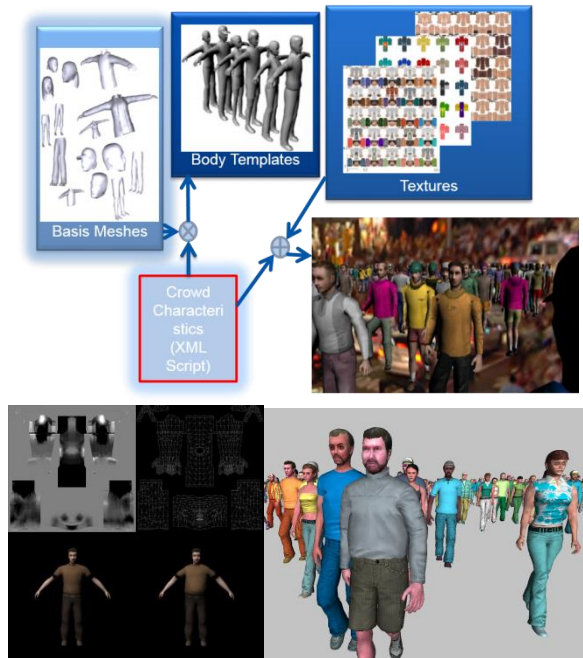 Body Templates
Textures
Basis Meshes
Crowd
Characteri
stics
(XML
Script)